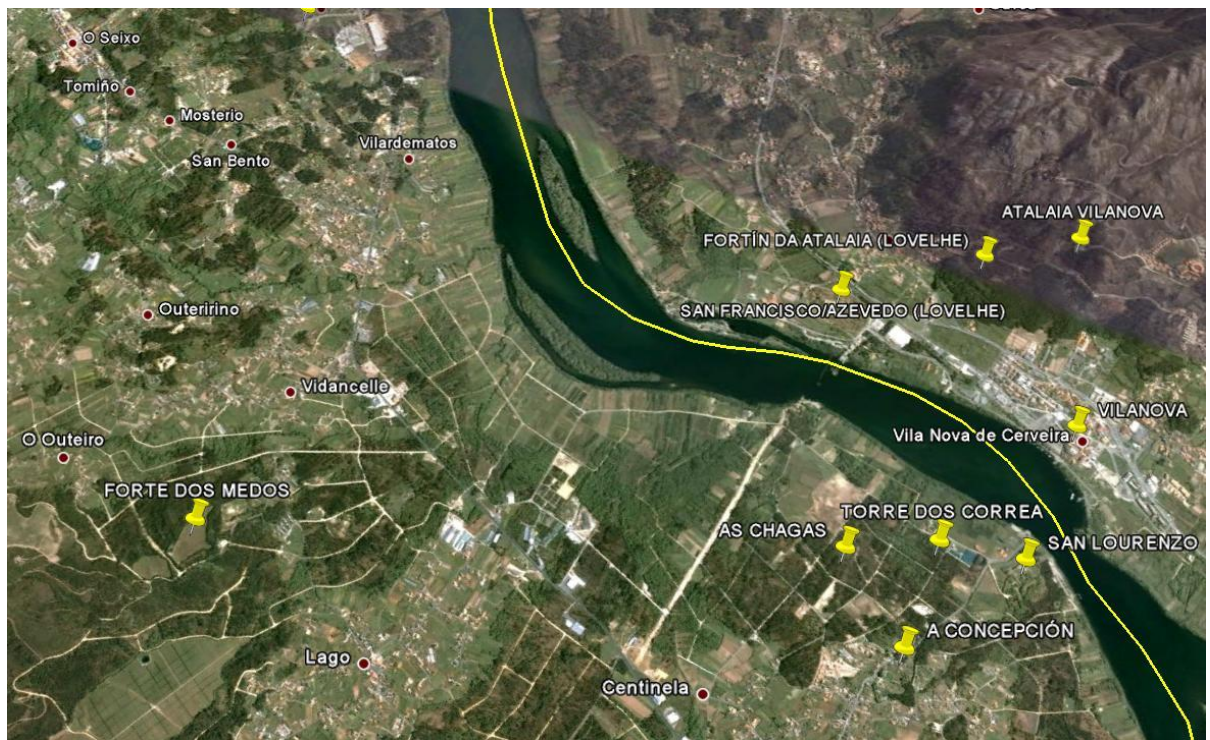 O Seixo
Tomiño
Mosterio
San Bento
Vilardematos
ATALAIA VILANOVA
FORTÍN DA ATALAIA (LOVELHE)
SAN FRANCISCO/AZEVEDO (LOVELHE)
Outeririno
Vidancelle
VILANOVA
Vila Nova de Cerveira
O Outeiro
FORTE DOS MEDOS
TORRE DOS CORREA
AS CHAGAS
SAN LOURENZO
A CONCEPCIÓN
Lago
Centinela